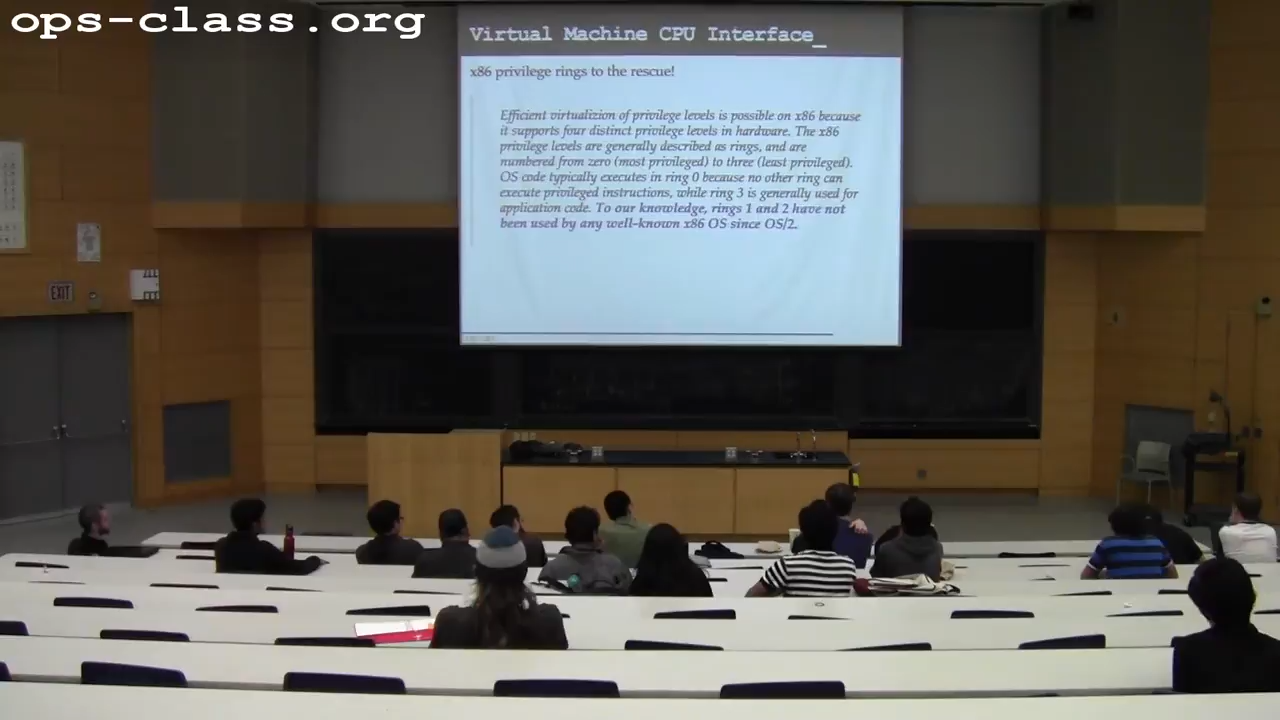 ops-class.org
Virtual Machine CPU Interface_
x86 privilege rings to the rescue!
Efficient virtualizion of privilege levels is possible on x86 because
it supports four distinct privilege levels in hardware. The x86
privilege levels are generally described as rings, and are
numbered from zero (most privileged) to three (least privileged).
OS code typically executes in ring 0 because no other ring can
execute privileged instructions, while ring 3 is generally used for
application code. To our knowledge, rings 1 and 2 have not
been used by any well-known x86 OS since OS/2.
EXIT